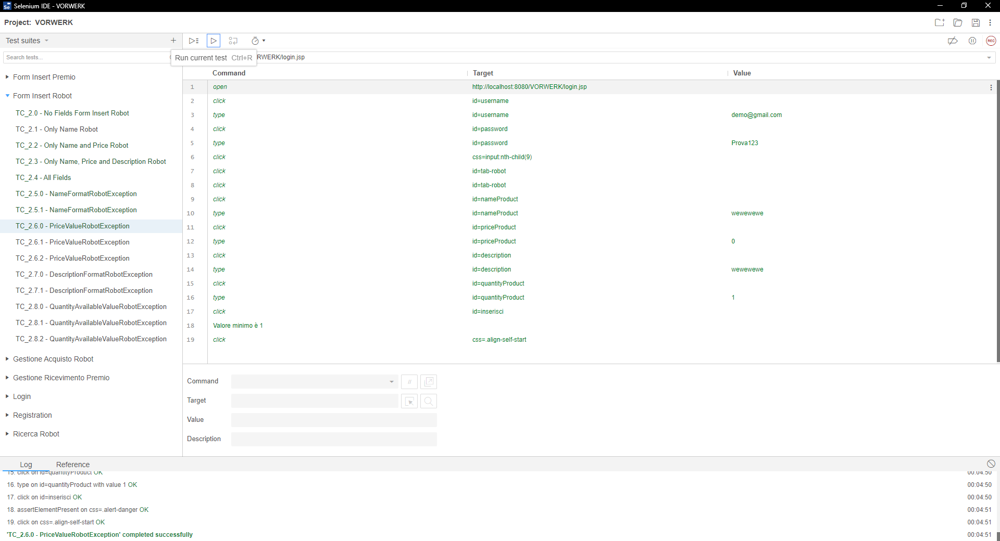 Selenium IDE - VORWERK
Project: VORWERK
Test suites
Search tests...
Run current test Ctrl+R
RWERK/login.jsp
Form Insert Premio
Form Insert Robot
TC_2.0 - No Fields Form Insert Robot
TC_2.1 - Only Name Robot
TC_2.2 - Only Name and Price Robot
TC_2.3 - Only Name, Price and Description Robot
TC_2.4 - All Fields
TC_2.5.0 - NameFormatRobotException
TC_2.5.1 - NameFormatRobotException
TC_2.6.0 - PriceValueRobotException
TC_2.6.1 - PriceValueRobotException
TC_2.6.2 - PriceValueRobotException
TC_2.7.0 - DescriptionFormatRobotException
TC_2.7.1 - DescriptionFormatRobotException
TC_2.8.0 - QuantityAvailableValueRobotException
TC_2.8.1 - QuantityAvailableValueRobotException
TC_2.8.2 - QuantityAvailableValueRobotException
Gestione Acquisto Robot
Gestione Ricevimento Premio
Login
Registration
Ricerca Robot
REC
Command Target Value
1 open http://localhost:8080/VORWERK/login.jsp
2 click id=username
3 type id=username demo@gmail.com
4 click id=password
5 type id=password Prova123
6 click css=input:nth-child(9)
7 click id=tab-robot
8 click id=tab-robot
9 click id=nameProduct
10 type id=nameProduct wewewewe
11 click id=priceProduct
12 type id=priceProduct 0
13 click id=description
14 type id=description wewewewe
15 click id=quantityProduct
16 type id=quantityProduct 1
17 click id=inserisci
18 Valore minimo è 1
19 click css=.align-self-start
Command //
Target
Value
Description
Log Reference
15. click on id=quantityProduct OK 00:04:50
16. type on id=quantityProduct with value 1 OK 00:04:50
17. click on id=inserisci OK 00:04:50
18. assertElementPresent on css=.alert-danger OK 00:04:51
19. click on css=.align-self-start OK 00:04:51
'TC_2.6.0 - PriceValueRobotException' completed successfully 00:04:51